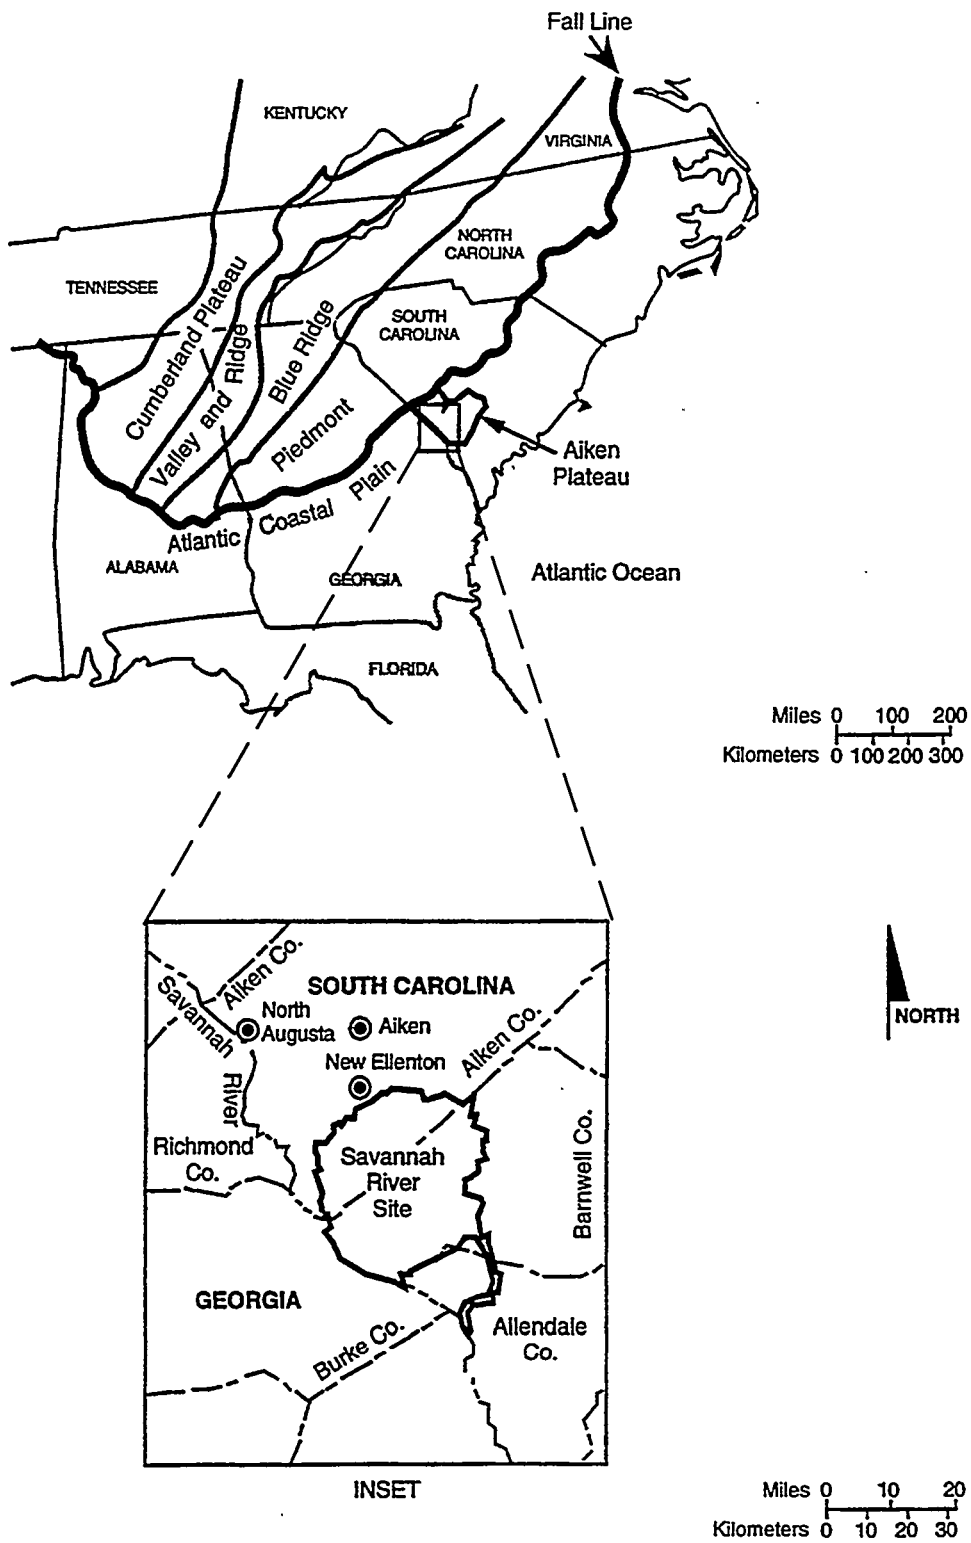 Fall Line
KENTUCKY
VIRGINIA
NORTH
CAROLINA
TENNESSEE
SOUTH
CAROLINA
Cumberland Plateau
Valley and Ridge
Blue Ridge
Piedmont
Aiken
Plateau
Atlantic Coastal Plain
ALABAMA
GEORGIA
Atlantic Ocean
FLORIDA
Miles 0 100 200
Kilometers 0 100 200 300
Aiken Co.
SOUTH CAROLINA
Savannah
River
North
Augusta
Aiken
Aiken Co.
NORTH
New Ellenton
Richmond
Co.
Savannah
River
Site
Barnwell Co.
GEORGIA
Burke Co.
Allendale
Co.
INSET
Miles 0 10 20
Kilometers 0 10 20 30